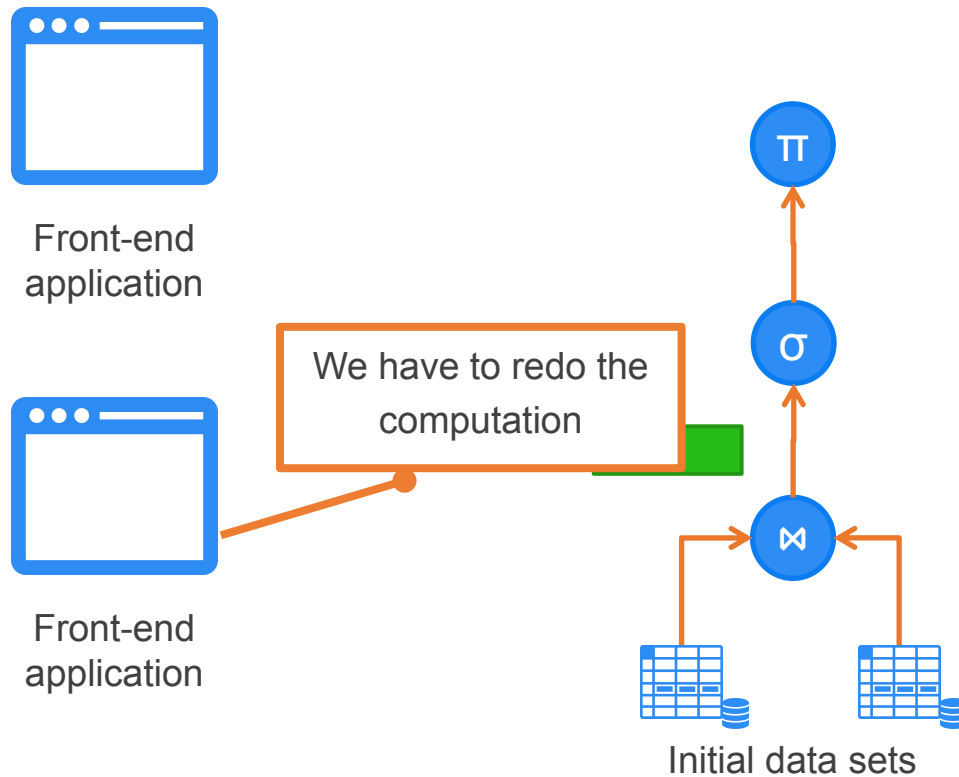 Front-end
application
π
σ
We have to redo the
computation
Front-end
application
⋈
Initial data sets